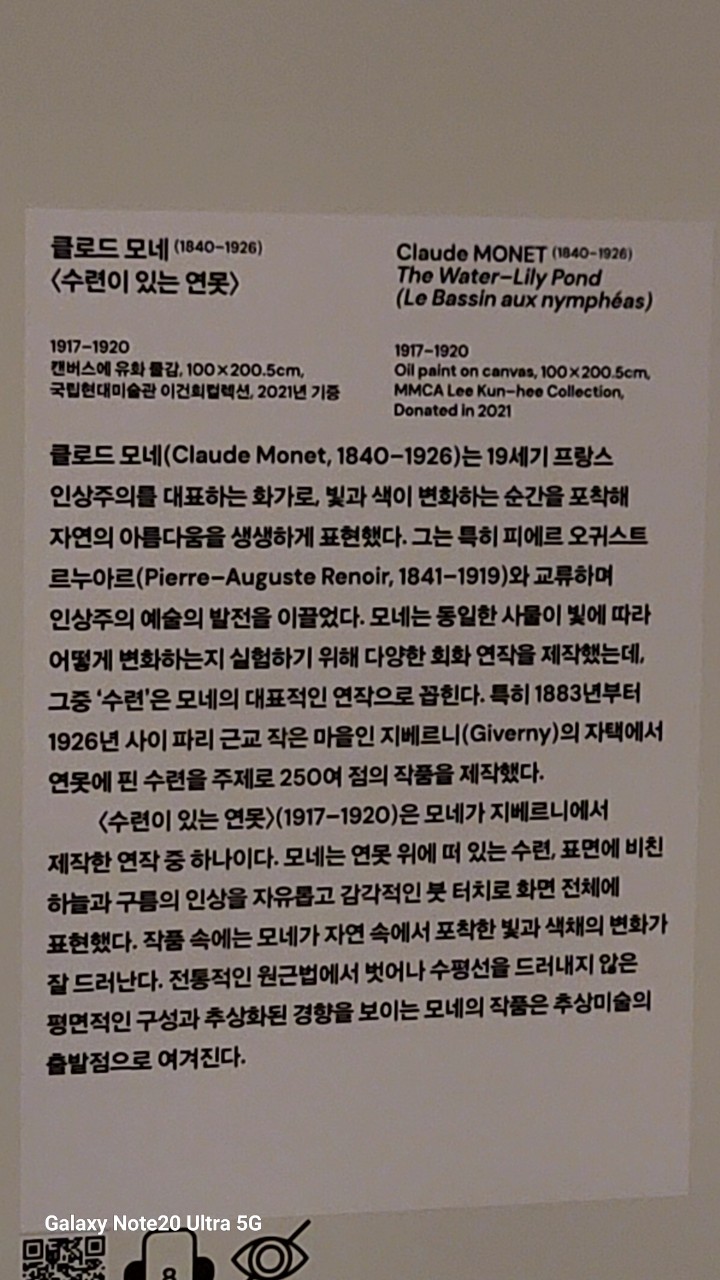 클로드 모네 (1840–1926)
〈수련이 있는 연못〉
1917–1920
캔버스에 유화 물감, 100×200.5cm,
국립현대미술관 이건희컬렉션, 2021년 기증
Claude MONET (1840–1926)
The Water–Lily Pond
(Le Bassin aux nymphéas)
1917–1920
Oil paint on canvas, 100×200.5cm,
MMCA Lee Kun–hee Collection,
Donated in 2021
클로드 모네(Claude Monet, 1840–1926)는 19세기 프랑스
인상주의를 대표하는 화가로, 빛과 색이 변화하는 순간을 포착해
자연의 아름다움을 생생하게 표현했다. 그는 특히 피에르 오귀스트
르누아르(Pierre–Auguste Renoir, 1841–1919)와 교류하며
인상주의 예술의 발전을 이끌었다. 모네는 동일한 사물이 빛에 따라
어떻게 변화하는지 실험하기 위해 다양한 회화 연작을 제작했는데,
그중 ‘수련’은 모네의 대표적인 연작으로 꼽힌다. 특히 1883년부터
1926년 사이 파리 근교 작은 마을인 지베르니(Giverny)의 자택에서
연못에 핀 수련을 주제로 250여 점의 작품을 제작했다.
〈수련이 있는 연못〉(1917–1920)은 모네가 지베르니에서
제작한 연작 중 하나이다. 모네는 연못 위에 떠 있는 수련, 표면에 비친
하늘과 구름의 인상을 자유롭고 감각적인 붓 터치로 화면 전체에
표현했다. 작품 속에는 모네가 자연 속에서 포착한 빛과 색채의 변화가
잘 드러난다. 전통적인 원근법에서 벗어나 수평선을 드러내지 않은
평면적인 구성과 추상화된 경향을 보이는 모네의 작품은 추상미술의
출발점으로 여겨진다.
Galaxy Note20 Ultra 5G
8